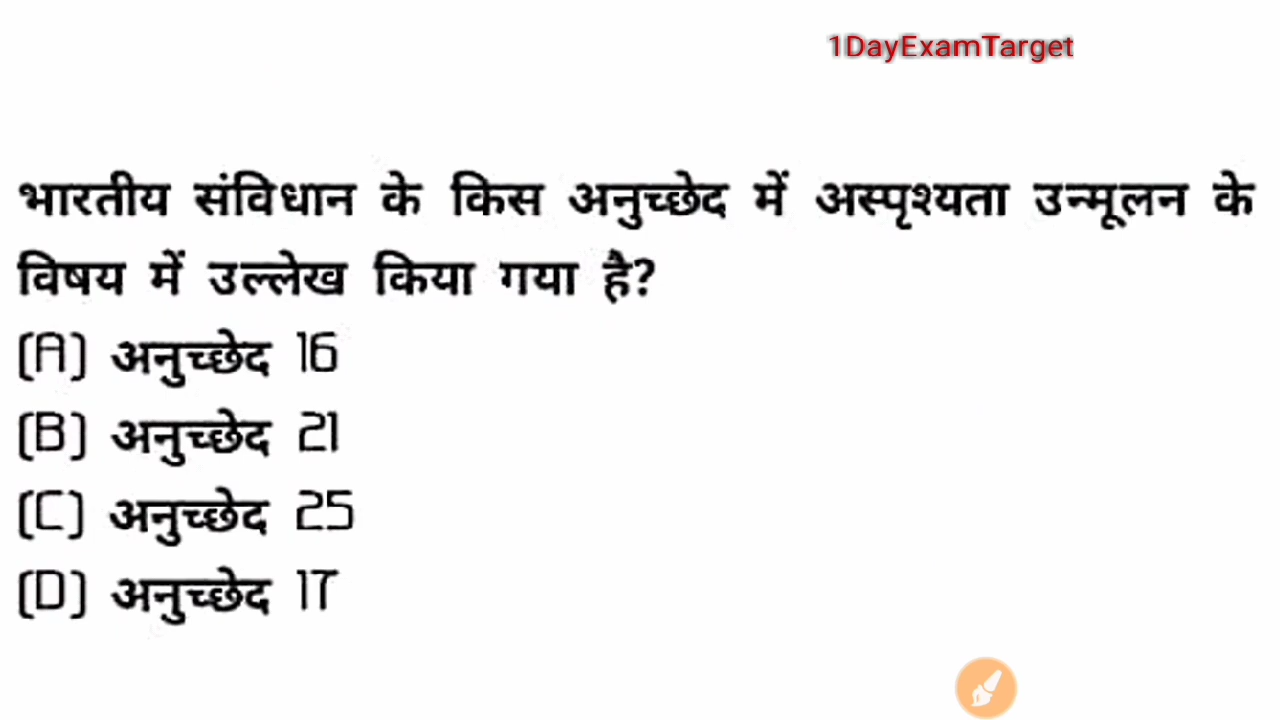 1DayExamTarget
भारतीय संविधान के किस अनुच्छेद में अस्पृश्यता उन्मूलन के
विषय में उल्लेख किया गया है?
(A) अनुच्छेद 16
(B) अनुच्छेद 21
(C) अनुच्छेद 25
(D) अनुच्छेद 17